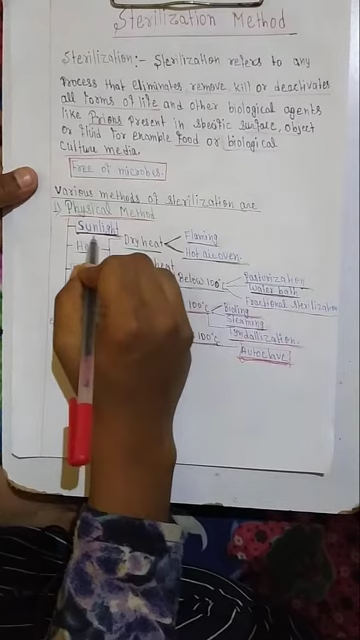 Sterilization Method
Sterilization:- Sterilization refers to any
Process that eliminates remove kill or deactivates
all forms of life and other biological agents
like Prions present in specific surface, object
or fluid for example food or biological
culture media.
Free of microbes.
various methods of sterilization are
1) Physical Method
Sunlight
Dry heat
Flaming
Hot air oven.
heat
Below 100°c
Pasturization
Water bath
Fractional sterilization
100°c
Boiling
Steaming
Tyndallization.
100°c
Autoclave